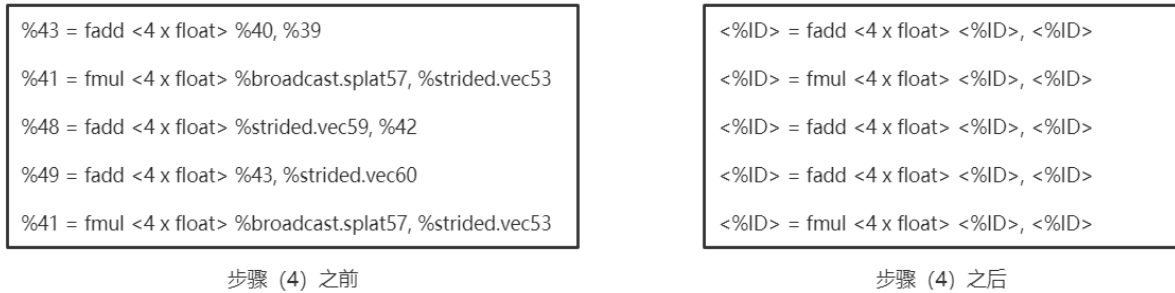 %43 = fadd <4 x float> %40, %39
%41 = fmul <4 x float> %broadcast.splat57, %strided.vec53
%48 = fadd <4 x float> %strided.vec59, %42
%49 = fadd <4 x float> %43, %strided.vec60
%41 = fmul <4 x float> %broadcast.splat57, %strided.vec53
步骤 (4) 之前
<%ID> = fadd <4 x float> <%ID>, <%ID>
<%ID> = fmul <4 x float> <%ID>, <%ID>
<%ID> = fadd <4 x float> <%ID>, <%ID>
<%ID> = fadd <4 x float> <%ID>, <%ID>
<%ID> = fmul <4 x float> <%ID>, <%ID>
步骤 (4) 之后